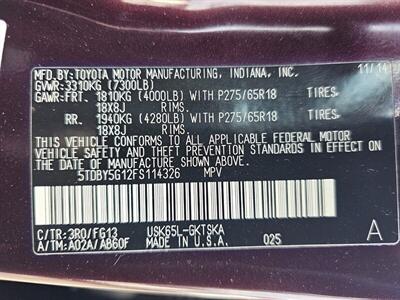 MFD.BY:TOYOTA MOTOR MANUFACTURING, INDIANA, INC. 11/14
GVWR:3310KG (7300LB)
GAWR:FRT. 1810KG (4000LB) WITH P275/65R18 TIRES
18X8J RIMS.
RR. 1940KG (4280LB) WITH P275/65R18 TIRES
18X8J RIMS.
THIS VEHICLE CONFORMS TO ALL APPLICABLE FEDERAL MOTOR
VEHICLE SAFETY AND THEFT PREVENTION STANDARDS IN EFFECT ON
THE DATE OF MANUFACTURE SHOWN ABOVE.
5TDBY5G12FS114326 MPV
C/TR: 3R0/FG13 USK65L-GKTSKA A
A/TM: A02A/AB60F MADE IN U.S.A. 025